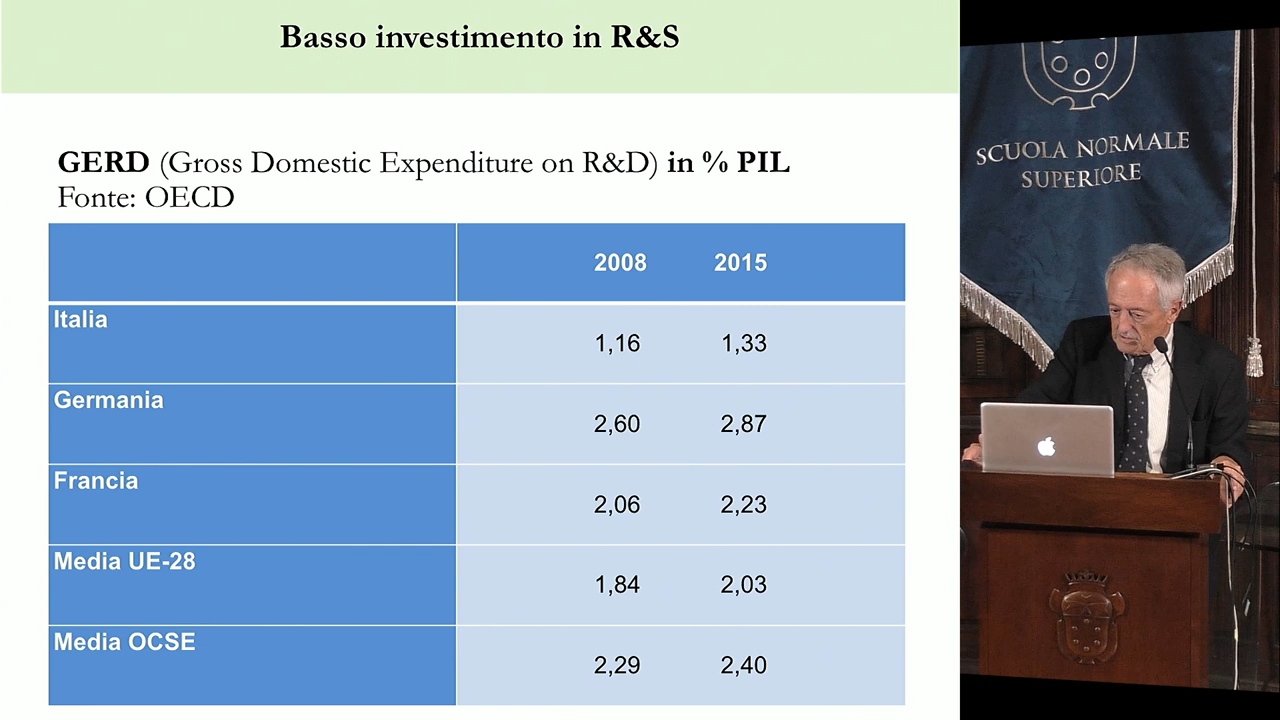 Basso investimento in R&S
GERD (Gross Domestic Expenditure on R&D) in % PIL
Fonte: OECD
2008 2015
Italia 1,16 1,33
Germania 2,60 2,87
Francia 2,06 2,23
Media UE-28 1,84 2,03
Media OCSE 2,29 2,40
SCUOLA NORMALE
SUPERIORE